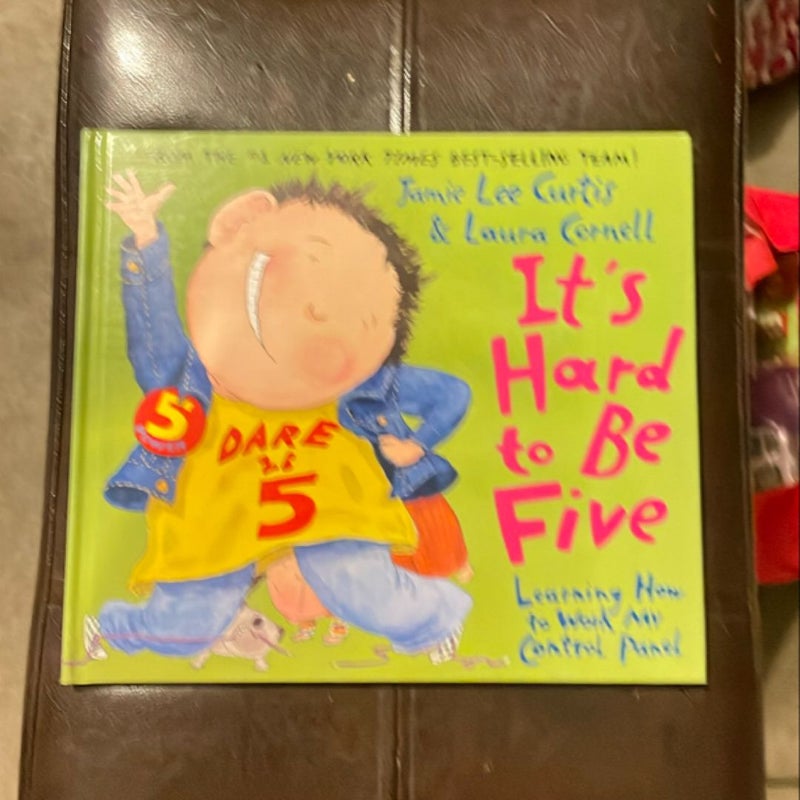 FROM THE #1 NEW YORK TIMES BEST-SELLING TEAM!
Jamie Lee Curtis
& Laura Cornell
It's
Hard
to Be
Five
Learning How
to Work My
Control Panel
5
DARE
2 B
5